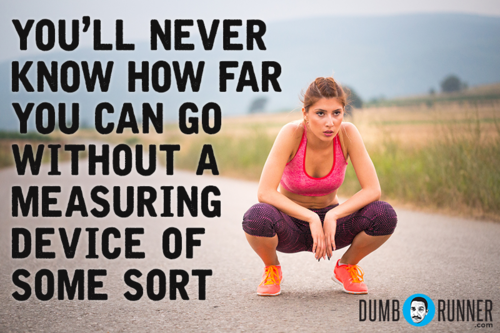 YOU'LL NEVER
KNOW HOW FAR
YOU CAN GO
WITHOUT A
MEASURING
DEVICE OF
SOME SORT
DUMB RUNNER
.com